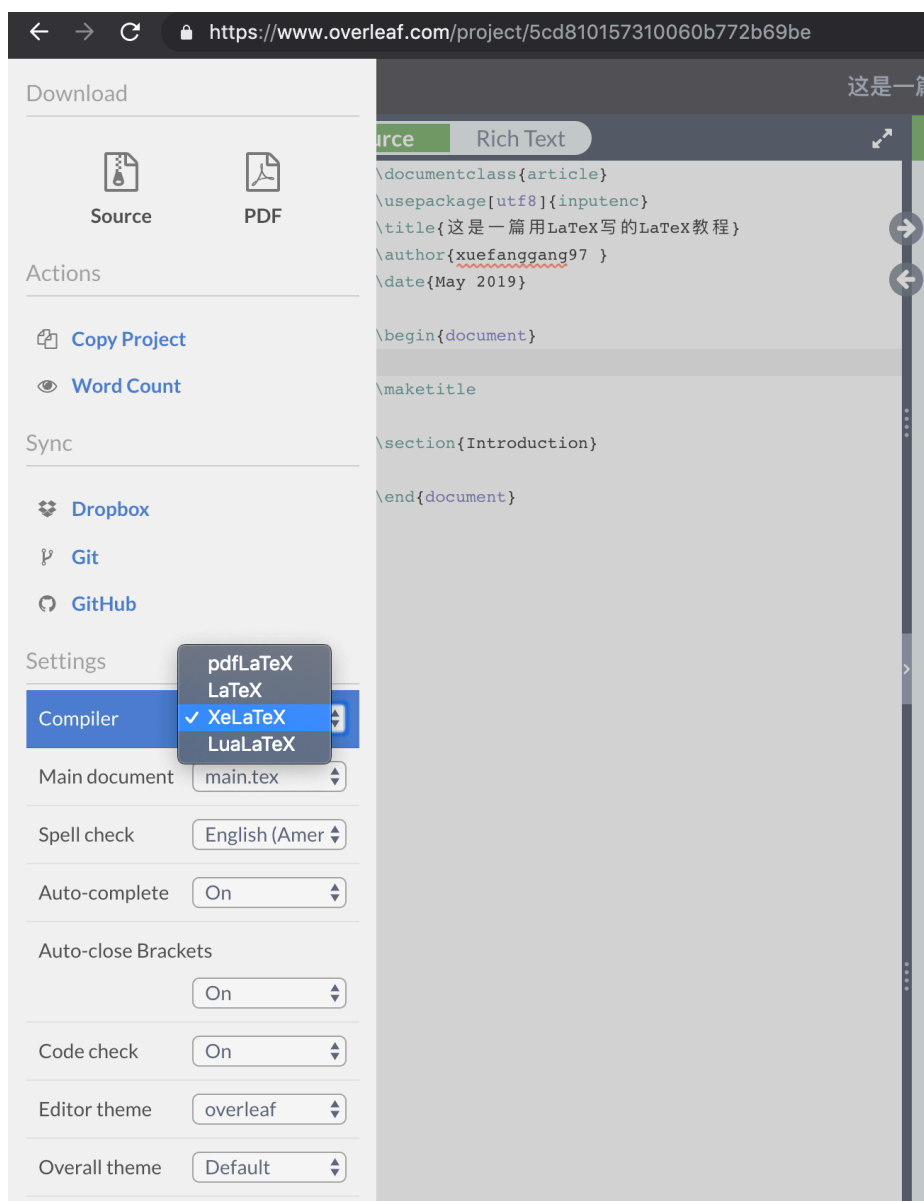 https://www.overleaf.com/project/5cd810157310060b772b69be
Download
Source
PDF
Actions
Copy Project
Word Count
Sync
Dropbox
Git
GitHub
Settings
pdfLaTeX
LaTeX
Compiler
✓ XeLaTeX
LuaLaTeX
Main document
main.tex
Spell check
English (Amer
Auto-complete
On
Auto-close Brackets
On
Code check
On
Editor theme
overleaf
Overall theme
Default
这是一篇
urce
Rich Text
\documentclass{article}
\usepackage[utf8]{inputenc}
\title{这是一篇用LaTeX写的LaTeX教程}
\author{xuefanggang97 }
\date{May 2019}
\begin{document}
\maketitle
\section{Introduction}
\end{document}